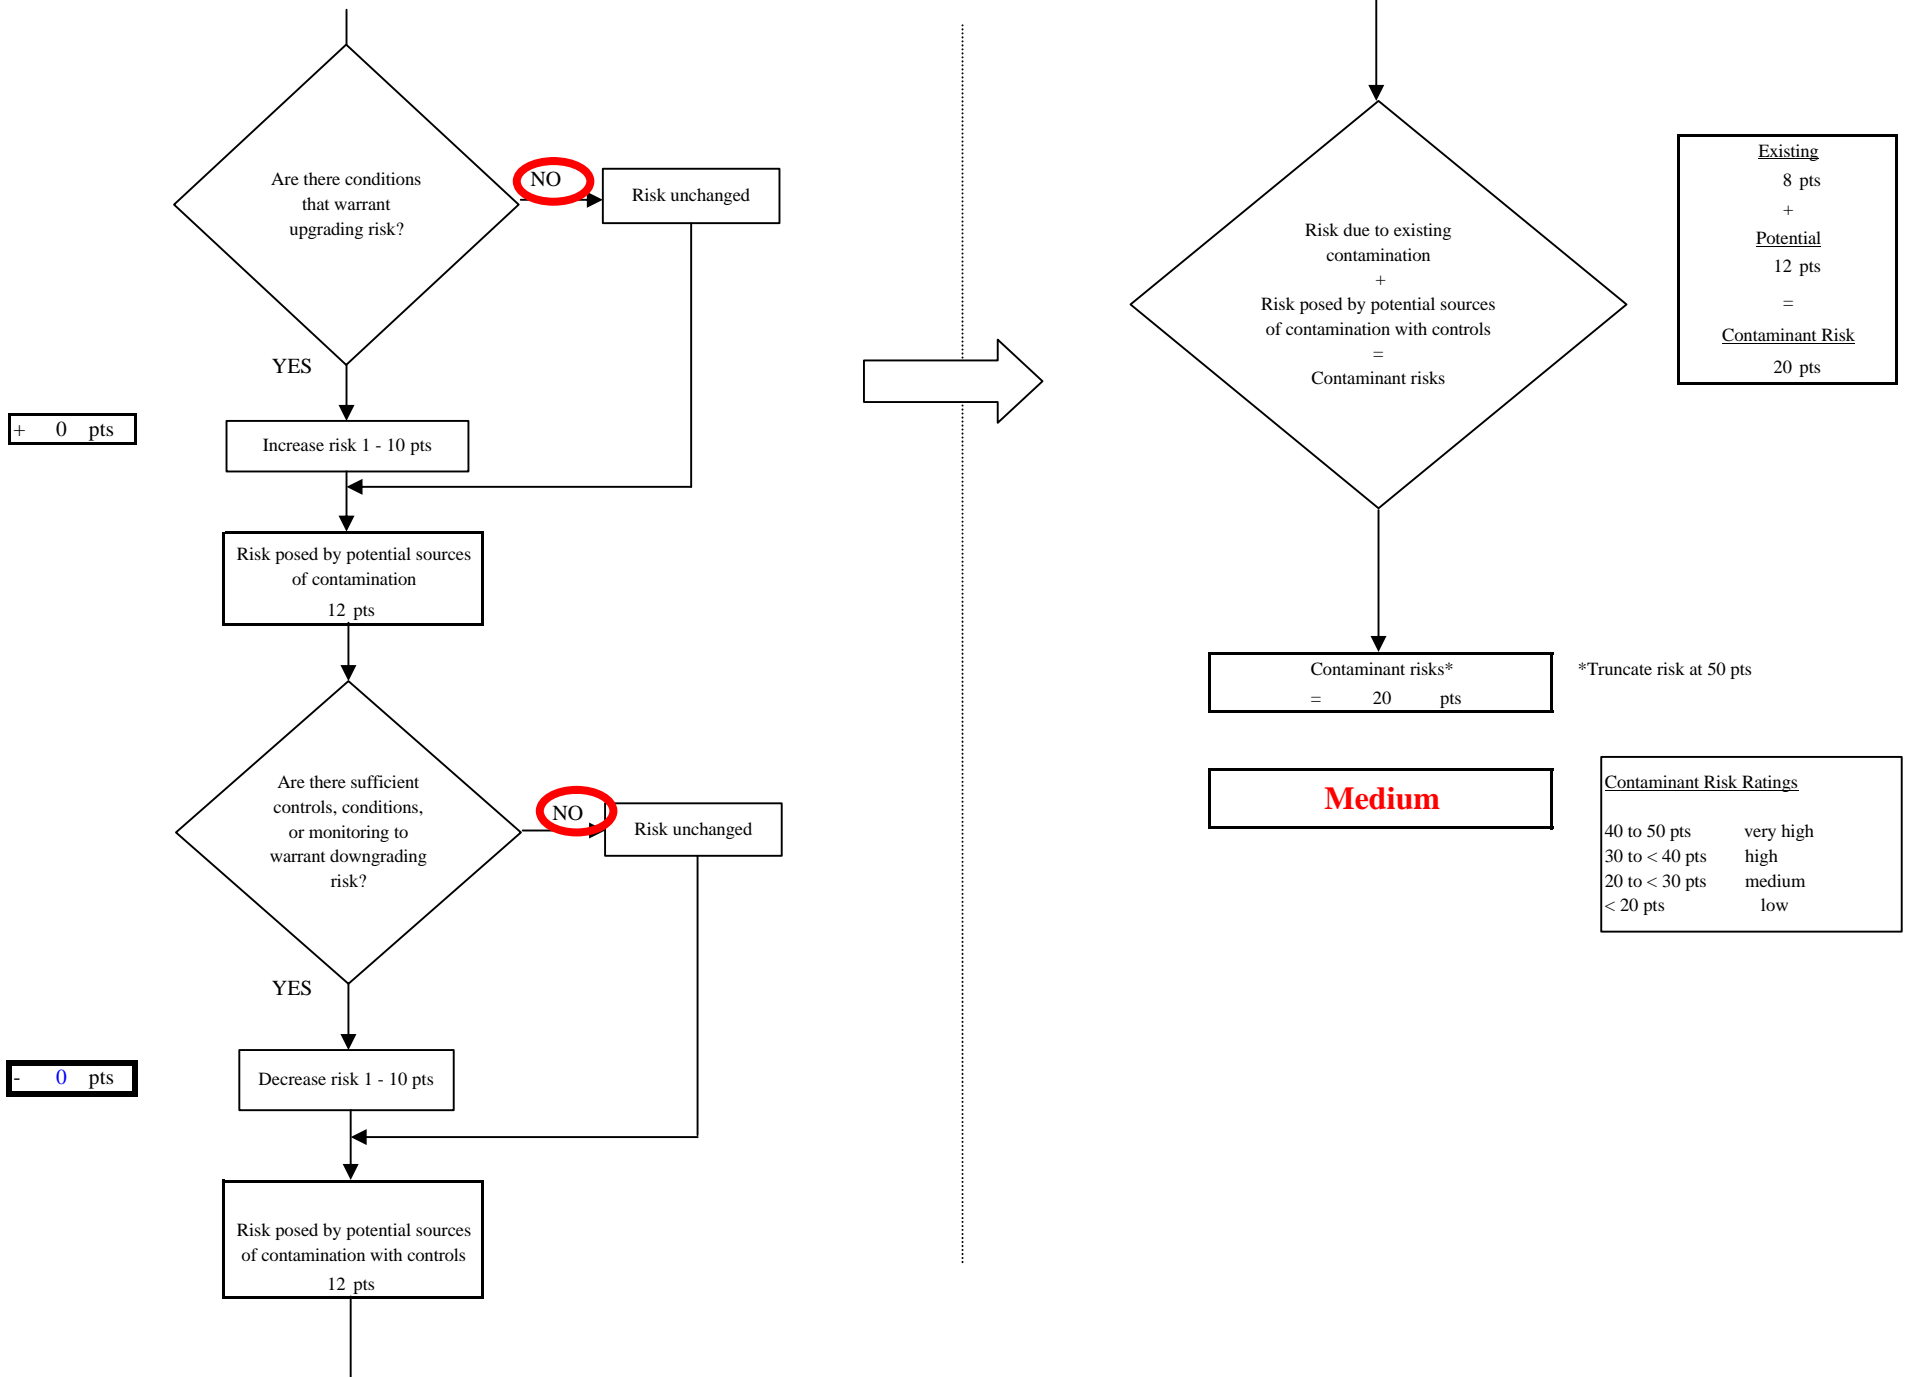 Are there conditions
that warrant
upgrading risk?
NO
Risk unchanged
YES
+ 0 pts
Increase risk 1 - 10 pts
Risk posed by potential sources
of contamination
12 pts
Are there sufficient
controls, conditions,
or monitoring to
warrant downgrading
risk?
NO
Risk unchanged
YES
- 0 pts
Decrease risk 1 - 10 pts
Risk posed by potential sources
of contamination with controls
12 pts
Risk due to existing
contamination
+
Risk posed by potential sources
of contamination with controls
=
Contaminant risks
Existing
8 pts
+
Potential
12 pts
=
Contaminant Risk
20 pts
Contaminant risks*
= 20 pts
*Truncate risk at 50 pts
Medium
Contaminant Risk Ratings
40 to 50 pts very high
30 to < 40 pts high
20 to < 30 pts medium
< 20 pts low